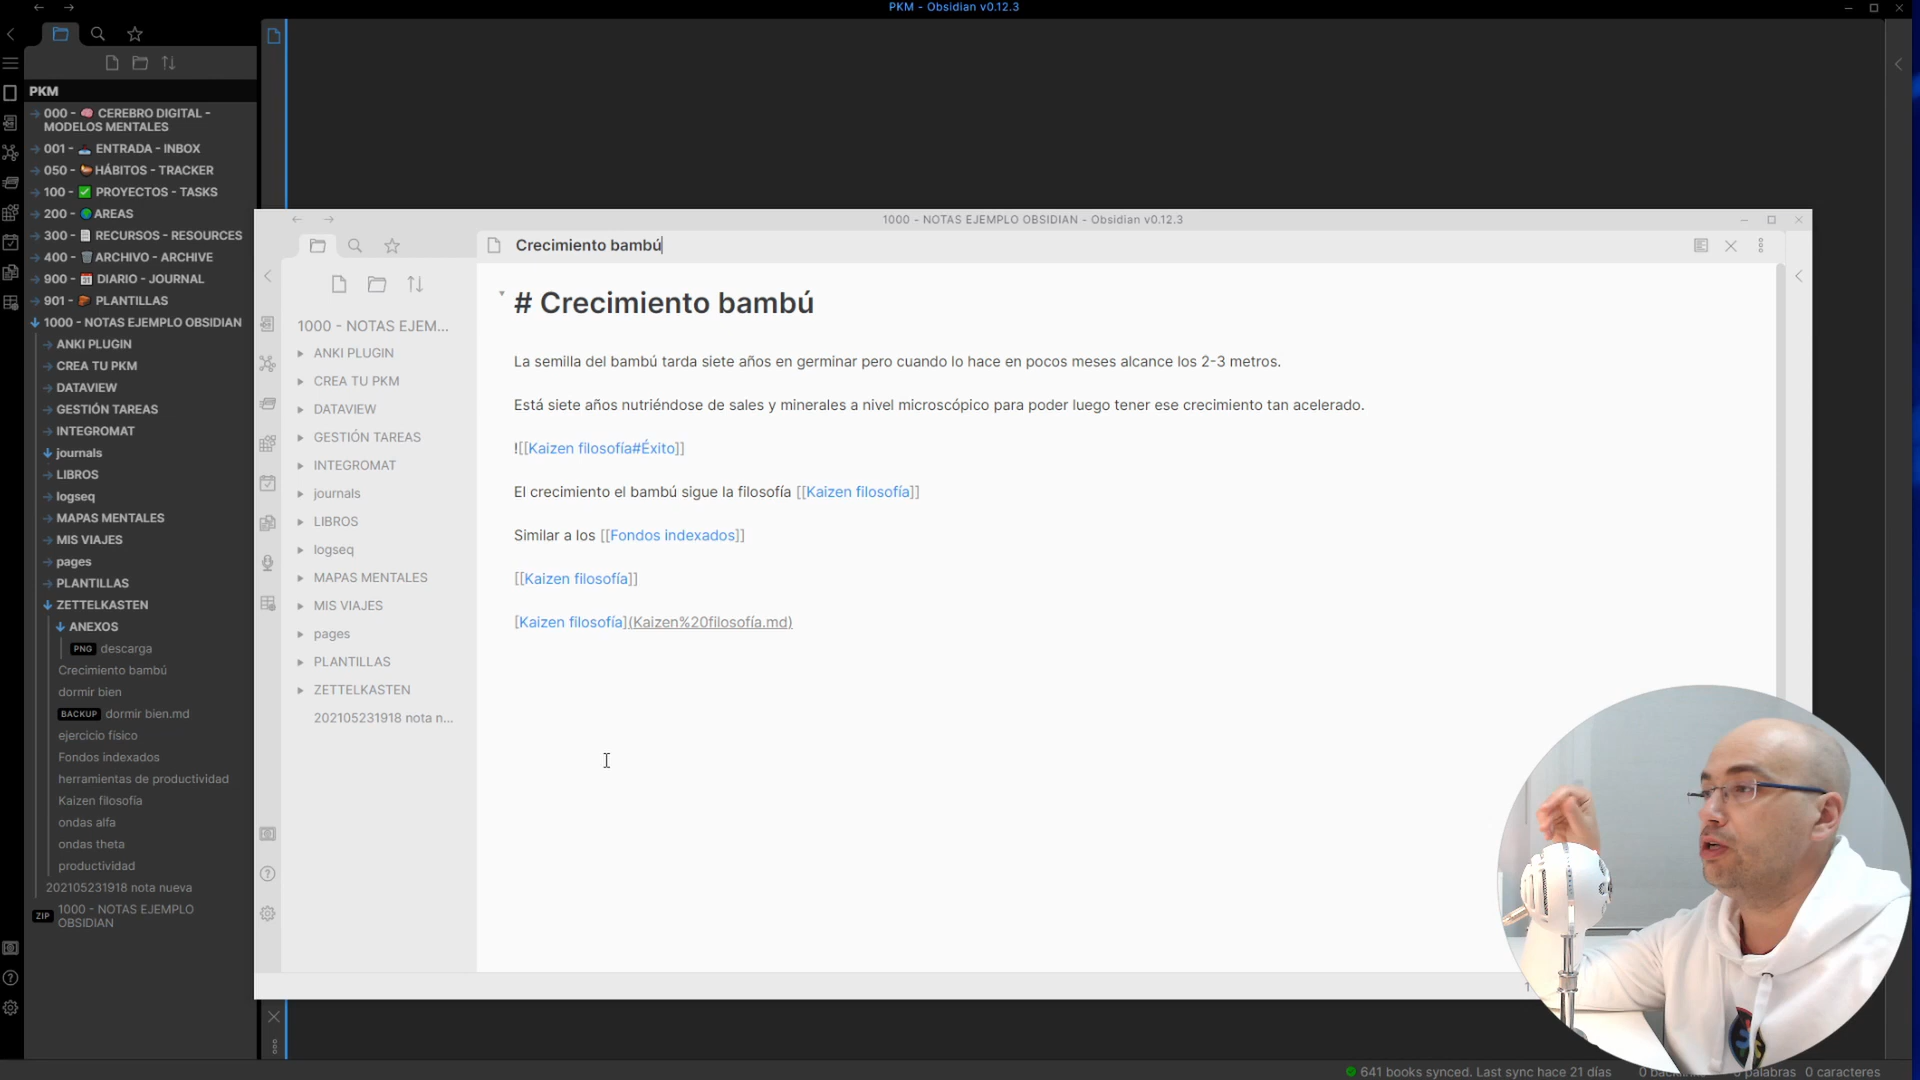 PKM - Obsidian v0.12.3
PKM
000 - 🧠 CEREBRO DIGITAL -
MODELOS MENTALES
001 - 📥 ENTRADA - INBOX
050 - HÁBITOS - TRACKER
100 - ✅ PROYECTOS - TASKS
200 - AREAS
300 - RECURSOS - RESOURCES
400 - ARCHIVO - ARCHIVE
900 - DIARIO - JOURNAL
901 - PLANTILLAS
1000 - NOTAS EJEMPLO OBSIDIAN
ANKI PLUGIN
CREA TU PKM
DATAVIEW
GESTIÓN TAREAS
INTEGROMAT
journals
LIBROS
logseq
MAPAS MENTALES
MIS VIAJES
pages
PLANTILLAS
ZETTELKASTEN
ANEXOS
PNG descarga
Crecimiento bambú
dormir bien
BACKUP dormir bien.md
ejercicio físico
Fondos indexados
herramientas de productividad
Kaizen filosofía
ondas alfa
ondas theta
productividad
202105231918 nota nueva
ZIP 1000 - NOTAS EJEMPLO
OBSIDIAN
1000 - NOTAS EJEMPLO OBSIDIAN - Obsidian v0.12.3
1000 - NOTAS EJEM...
ANKI PLUGIN
CREA TU PKM
DATAVIEW
GESTIÓN TAREAS
INTEGROMAT
journals
LIBROS
logseq
MAPAS MENTALES
MIS VIAJES
pages
PLANTILLAS
ZETTELKASTEN
202105231918 nota n...
Crecimiento bambú
# Crecimiento bambú
La semilla del bambú tarda siete años en germinar pero cuando lo hace en pocos meses alcance los 2-3 metros.
Está siete años nutriéndose de sales y minerales a nivel microscópico para poder luego tener ese crecimiento tan acelerado.
![[Kaizen filosofía#Éxito]]
El crecimiento el bambú sigue la filosofía [[Kaizen filosofía]]
Similar a los [[Fondos indexados]]
[[Kaizen filosofía]]
[Kaizen filosofía](Kaizen%20filosofía.md)
641 books synced. Last sync hace 21 días
0 palabras 0 caracteres